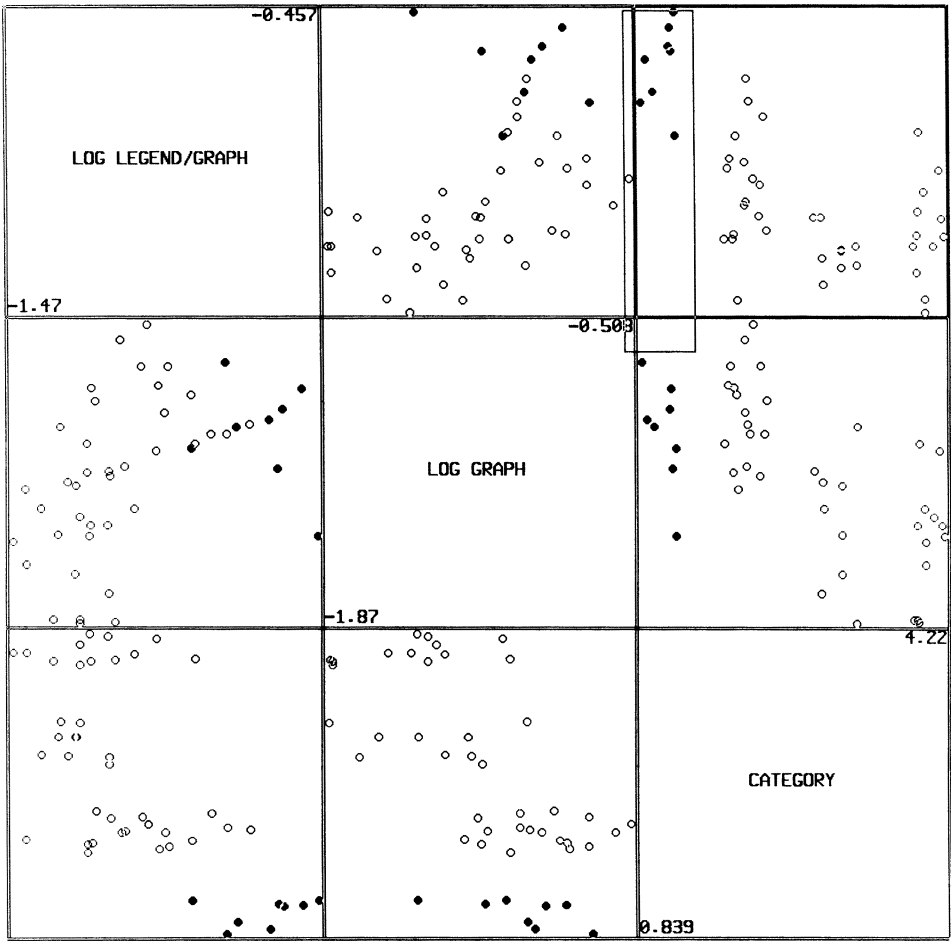 -0.457
LOG LEGEND/GRAPH
-1.47
-0.503
LOG GRAPH
-1.87
4.22
CATEGORY
0.839